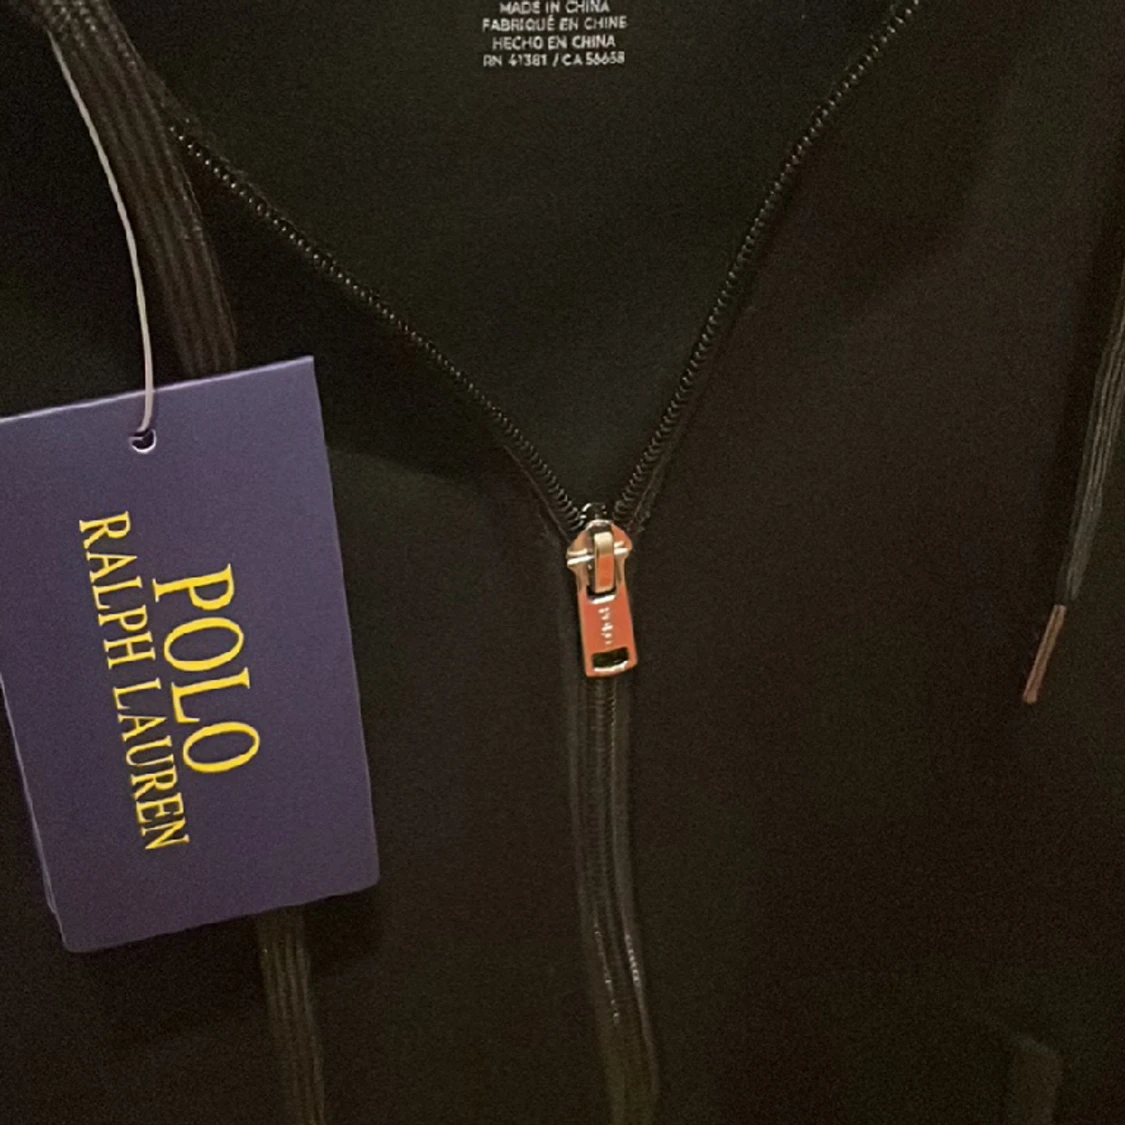 MADE IN CHINA
FABRIQUÉ EN CHINE
HECHO EN CHINA
RN 41381 / CA 56658
POLO
RALPH LAUREN